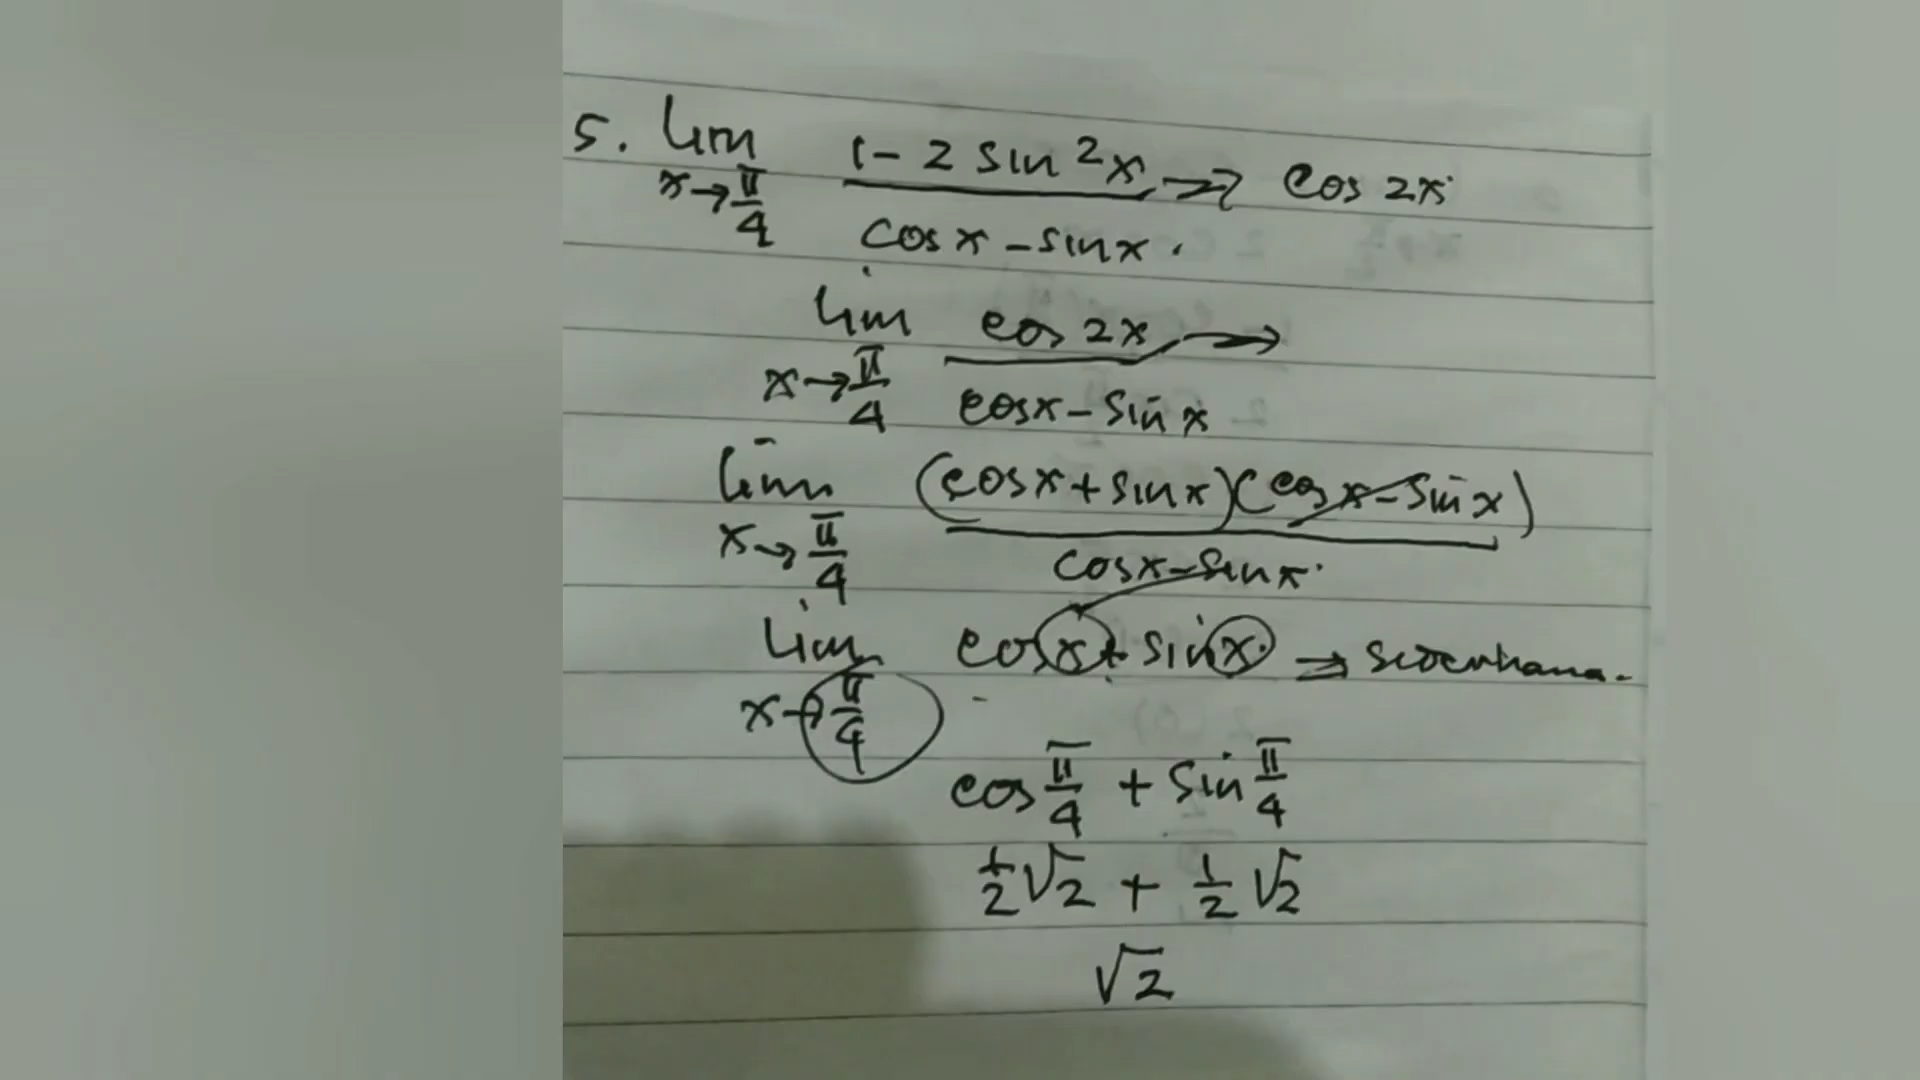 5. lim 1 - 2 sin²x → cos 2x
x→π/4 cos x - sin x.
lim cos 2x →
x→π/4 cos x - sin x
lim (cos x + sin x)(cos x - sin x)
x→π/4 cos x - sin x.
lim cos x + sin x. ⇒ sederhana.
x→π/4
cos π/4 + sin π/4
1/2 √2 + 1/2 √2
√2